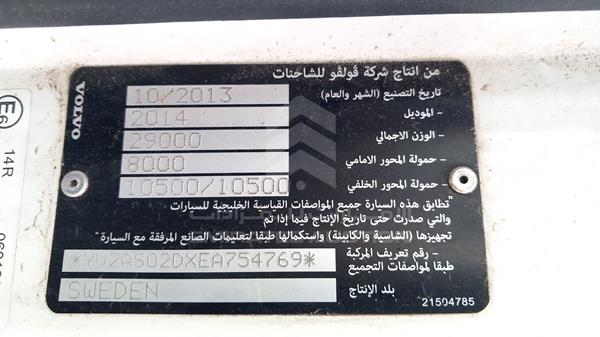 من انتاج شركة ڤولڤو للشاحنات
تاريخ التصنيع (الشهر والعام) 10/2013
- الموديل 2014
- الوزن الاجمالي 29000
- حمولة المحور الامامي 8000
- حمولة المحور الخلفي 10500/10500
"تطابق هذه السيارة جميع المواصفات القياسية الخليجية للسيارات
والتي صدرت حتى تاريخ الإنتاج فيما إذا تم
تجهيزها (الشاسية والكابينة) واستكمالها طبقا لتعليمات الصانع المرفقة مع السيارة"
- رقم تعريف المركبة
طبقا لمواصفات التجميع *YV2AS02DXEA754769*
بلد الإنتاج SWEDEN
21504785
VOLVO
E6
14R